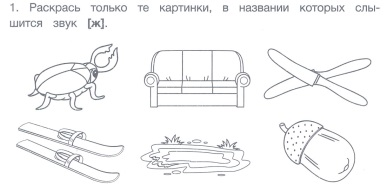 1. Раскрась только те картинки, в названии которых слы-
шится звук [ж].